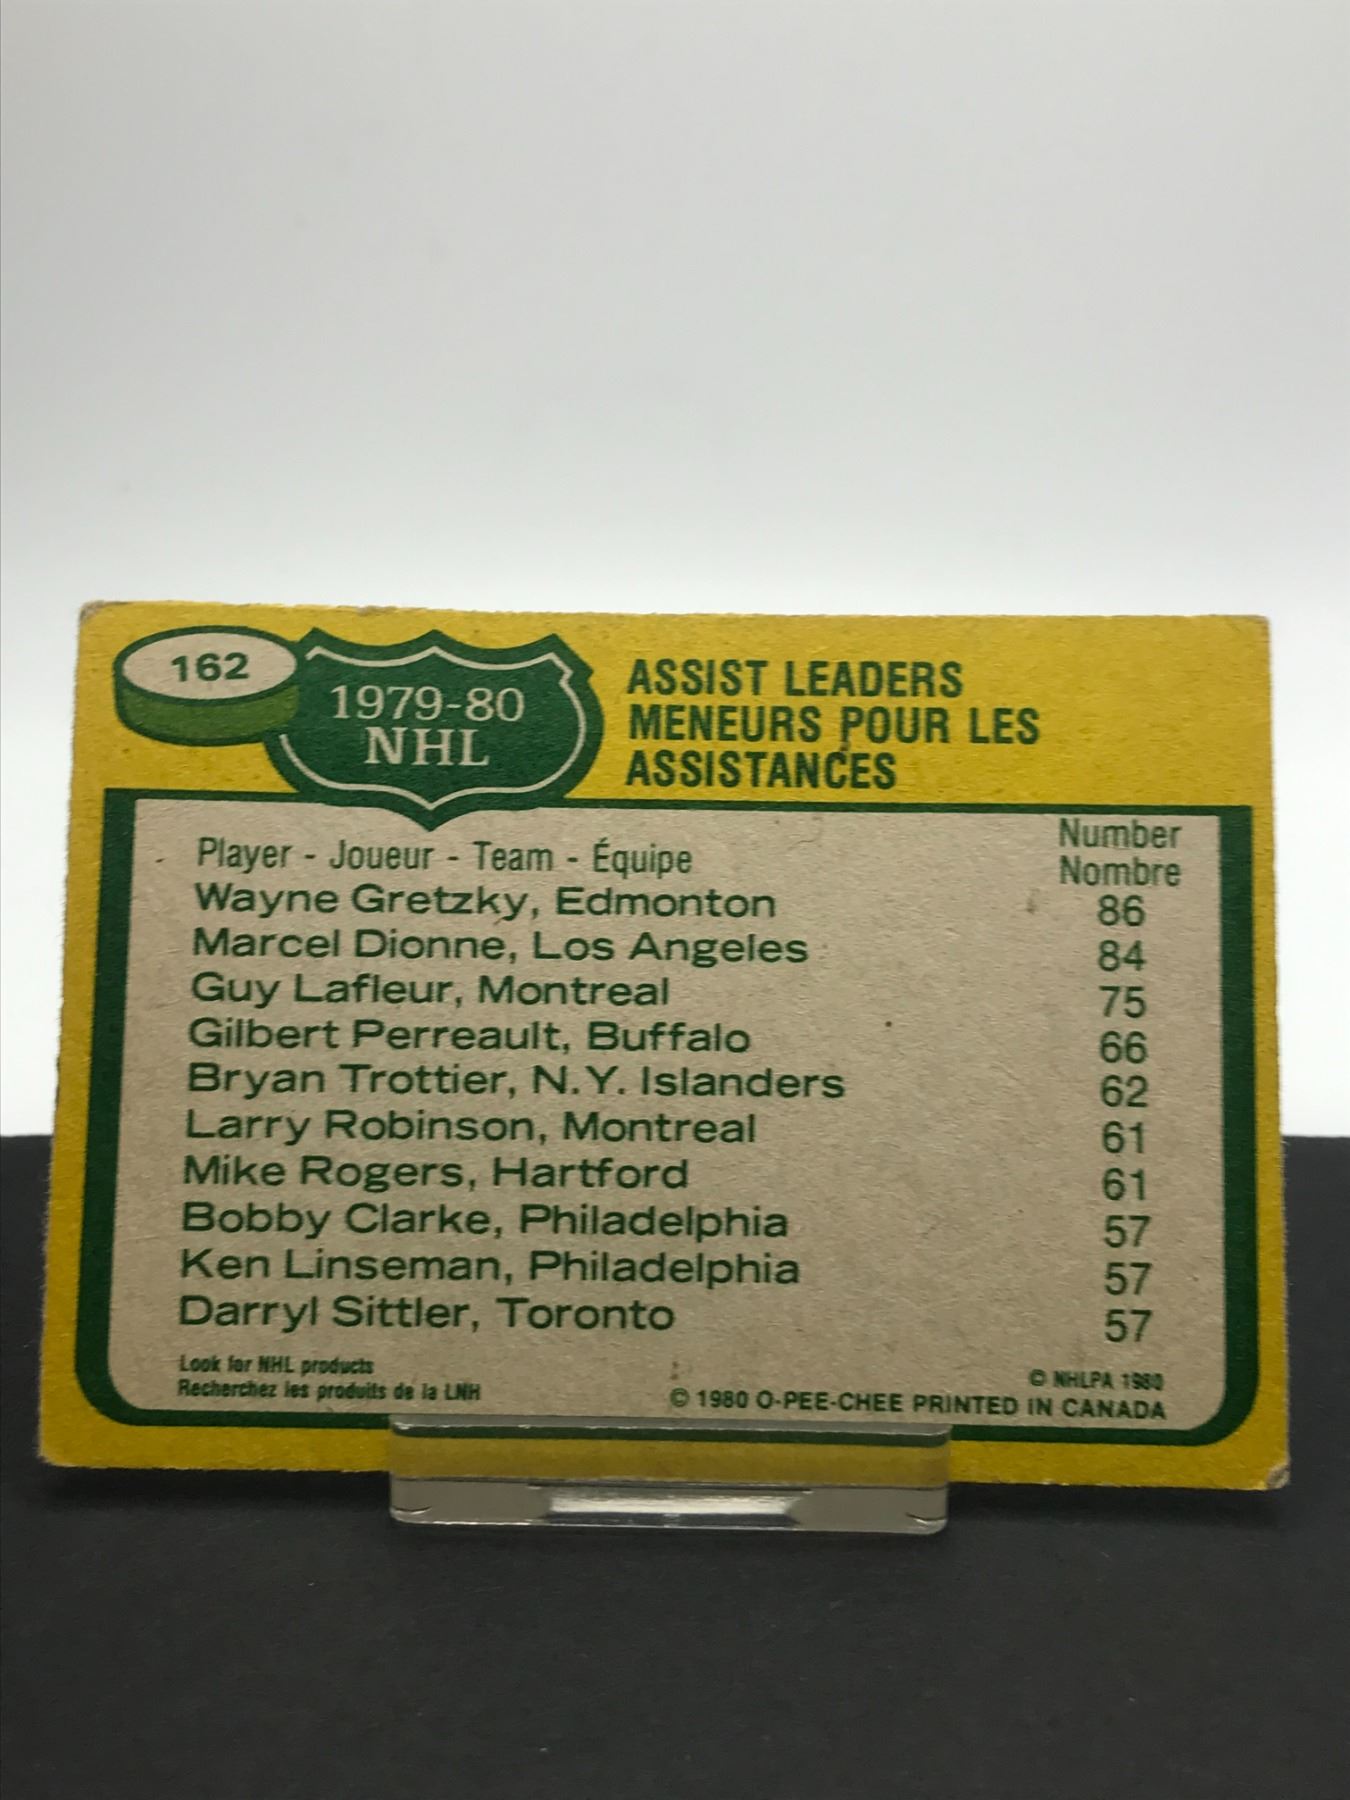 162
1979-80
NHL
ASSIST LEADERS
MENEURS POUR LES
ASSISTANCES
Player - Joueur - Team - Équipe Number
Nombre
Wayne Gretzky, Edmonton 86
Marcel Dionne, Los Angeles 84
Guy Lafleur, Montreal 75
Gilbert Perreault, Buffalo 66
Bryan Trottier, N.Y. Islanders 62
Larry Robinson, Montreal 61
Mike Rogers, Hartford 61
Bobby Clarke, Philadelphia 57
Ken Linseman, Philadelphia 57
Darryl Sittler, Toronto 57
Look for NHL products
Recherchez les produits de la LNH
© NHLPA 1980
© 1980 O-PEE-CHEE PRINTED IN CANADA